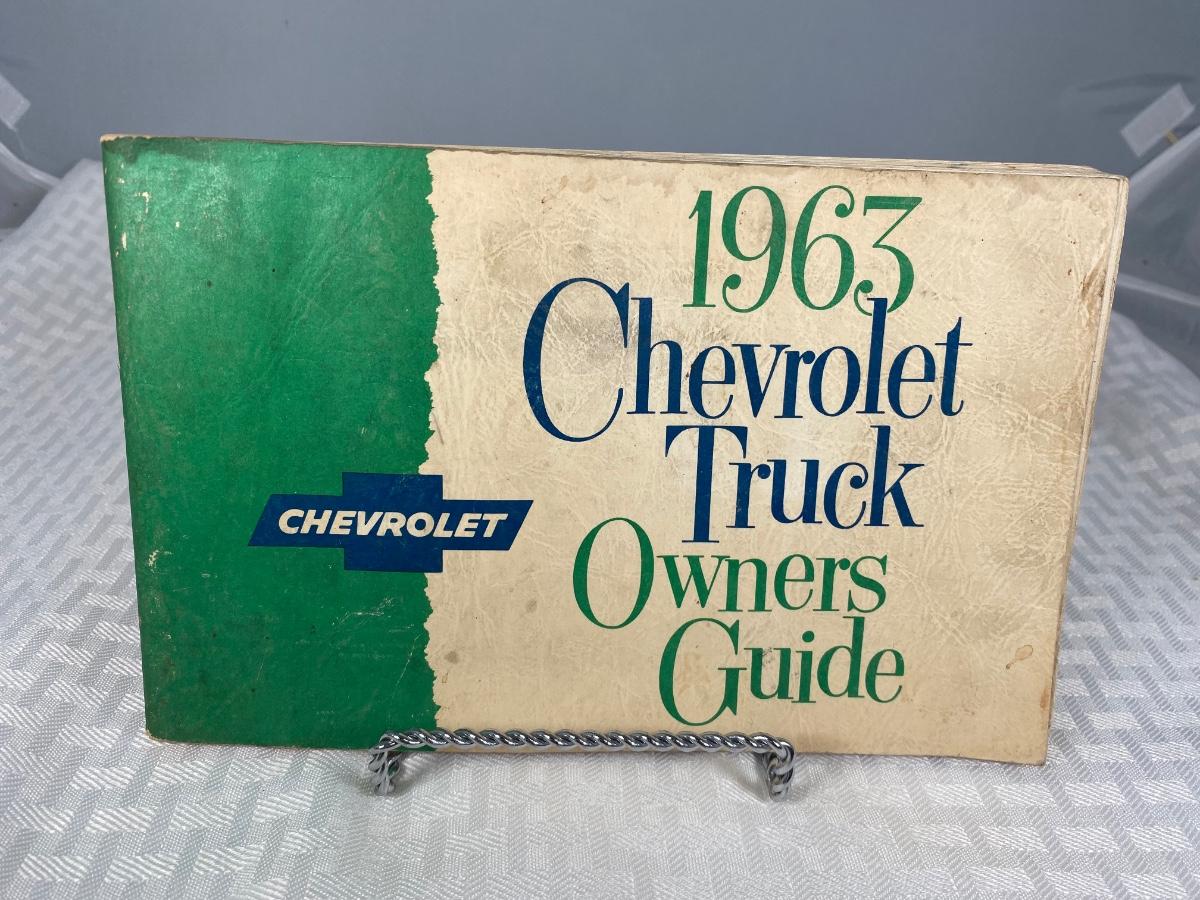 1963
Chevrolet
Truck
CHEVROLET
Owners
Guide